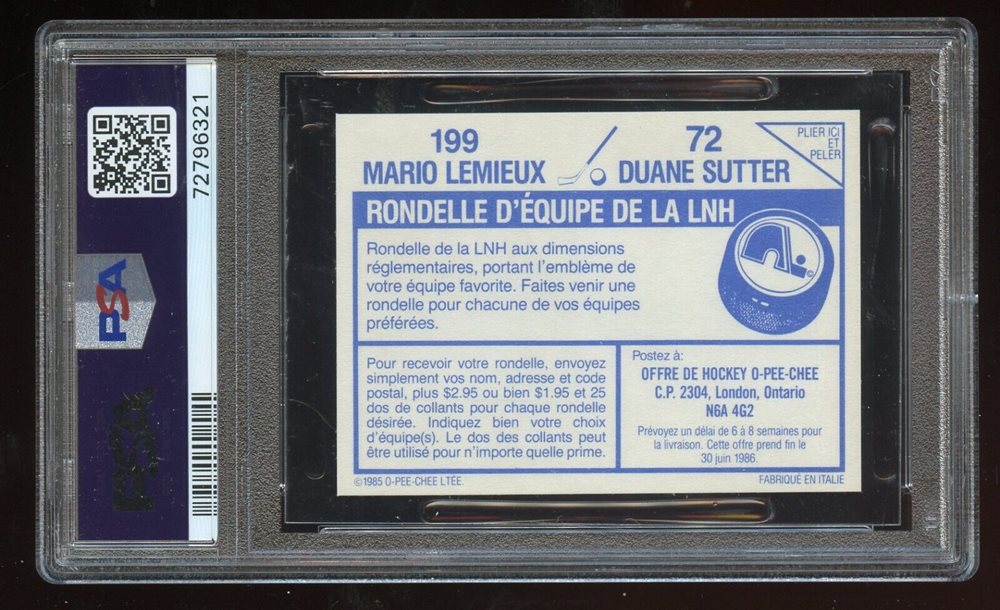 72796321
PSA
PSA
199 72
MARIO LEMIEUX DUANE SUTTER
PLIER ICI
ET
PELER
RONDELLE D'ÉQUIPE DE LA LNH
Rondelle de la LNH aux dimensions
réglementaires, portant l'emblème de
votre équipe favorite. Faites venir une
rondelle pour chacune de vos équipes
préférées.
Pour recevoir votre rondelle, envoyez
simplement vos nom, adresse et code
postal, plus $2.95 ou bien $1.95 et 25
dos de collants pour chaque rondelle
désirée. Indiquez bien votre choix
d'équipe(s). Le dos des collants peut
être utilisé pour n'importe quelle prime.
Postez à:
OFFRE DE HOCKEY O-PEE-CHEE
C.P. 2304, London, Ontario
N6A 4G2
Prévoyez un délai de 6 à 8 semaines pour
la livraison. Cette offre prend fin le
30 juin 1986.
©1985 O-PEE-CHEE LTÉE.
FABRIQUÉ EN ITALIE